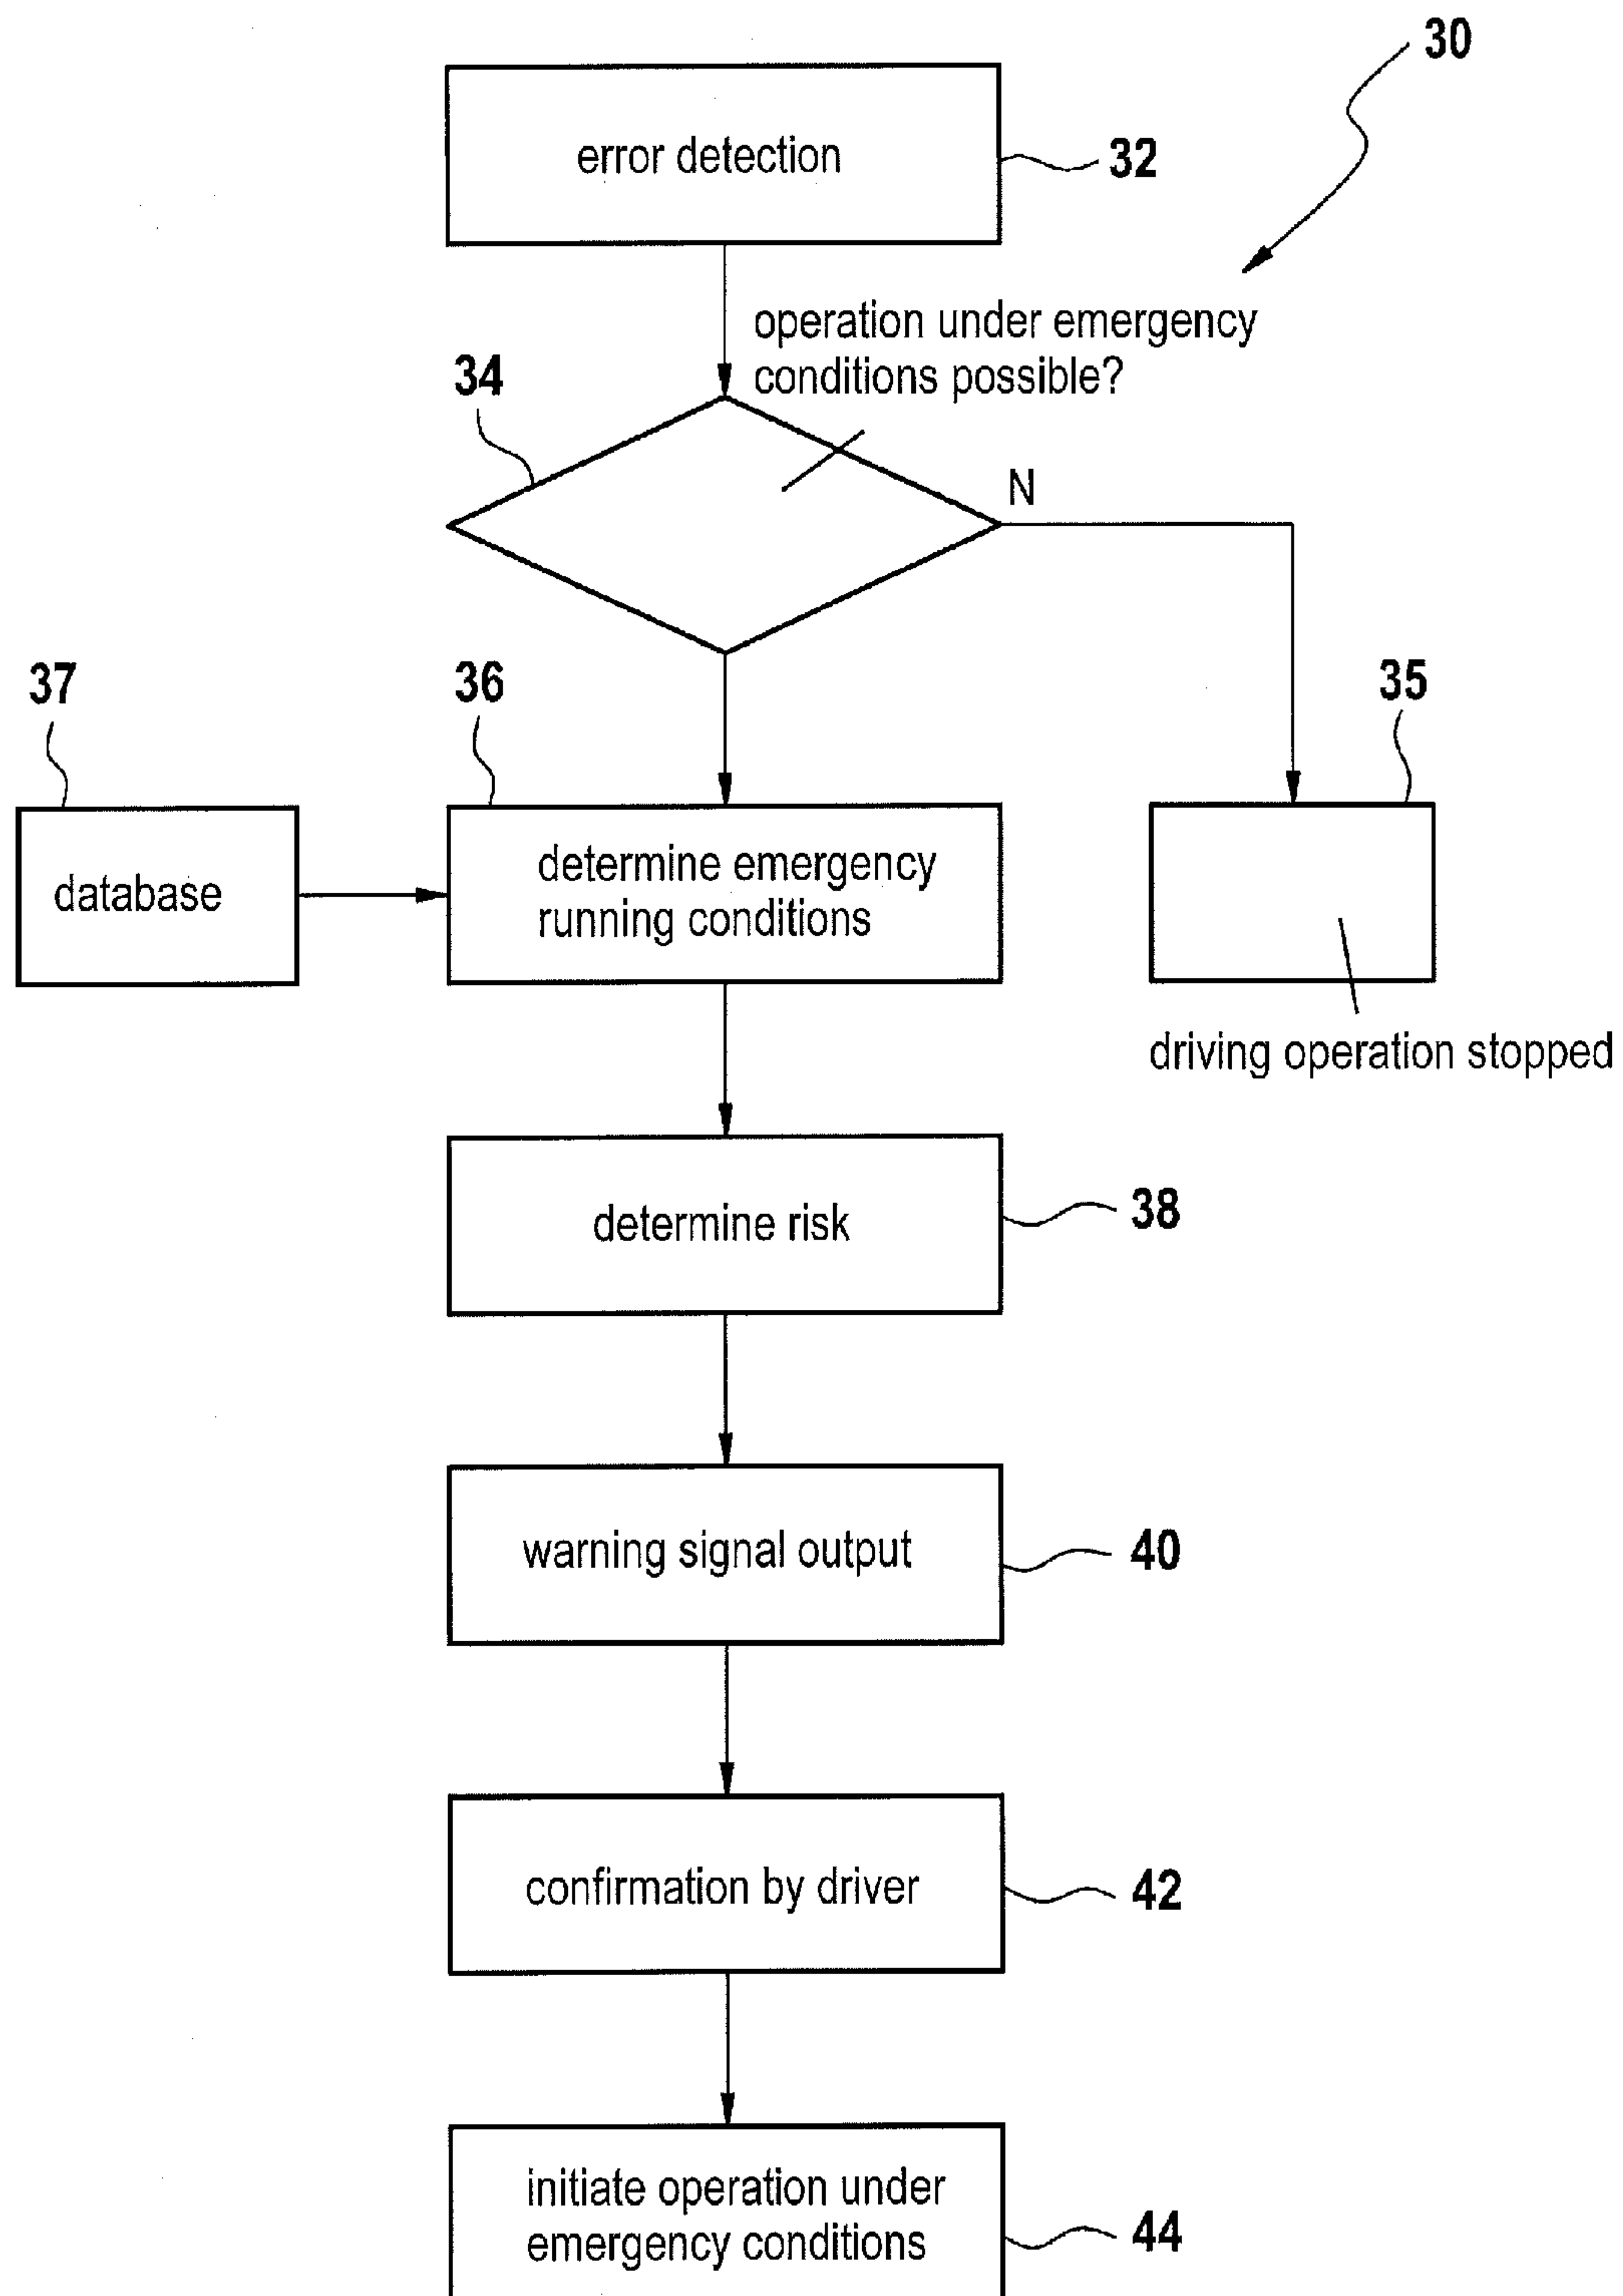 30
error detection
32
operation under emergency
conditions possible?
34
N
37
36
35
database
determine emergency
running conditions
driving operation stopped
determine risk
38
warning signal output
40
confirmation by driver
42
initiate operation under
emergency conditions
44